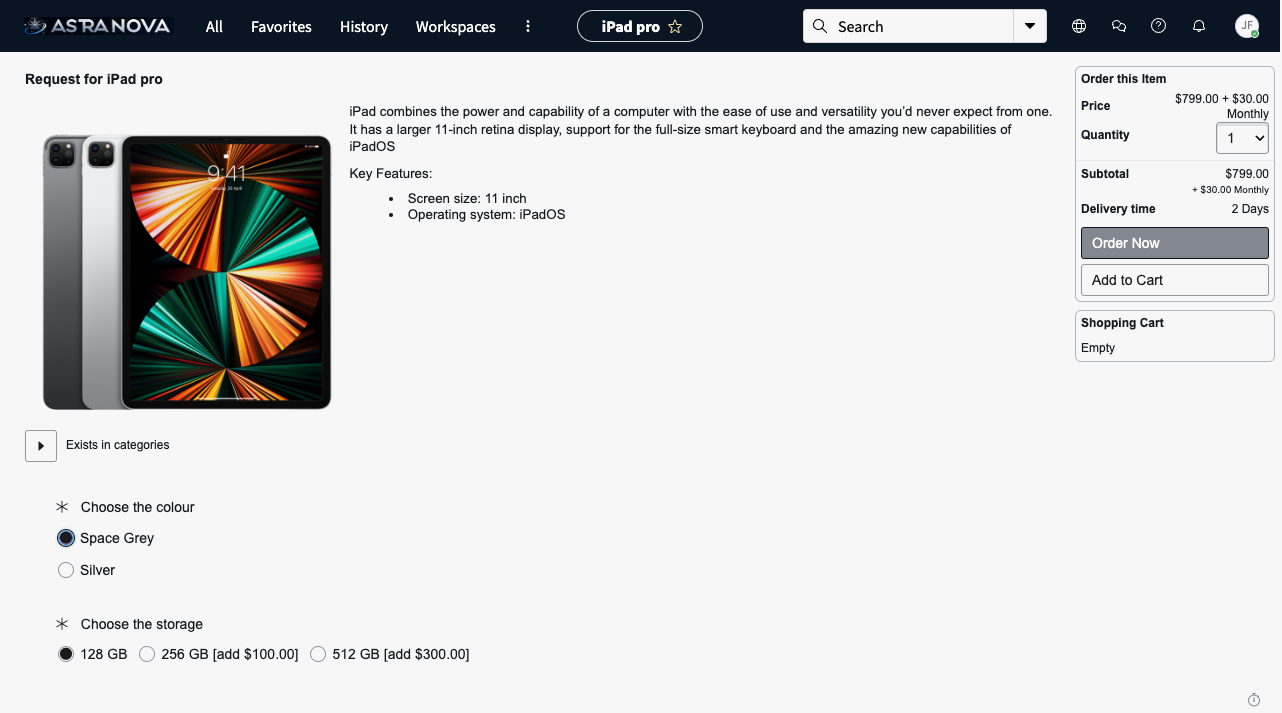 ASTRA NOVA
All
Favorites
History
Workspaces
iPad pro
Search
JF
Request for iPad pro
iPad combines the power and capability of a computer with the ease of use and versatility you'd never expect from one.
It has a larger 11-inch retina display, support for the full-size smart keyboard and the amazing new capabilities of
iPadOS
Key Features:
• Screen size: 11 inch
• Operating system: iPadOS
9:41
Tuesday, 20 April
Exists in categories
Choose the colour
Space Grey
Silver
Choose the storage
128 GB
256 GB [add $100.00]
512 GB [add $300.00]
Order this Item
Price
$799.00 + $30.00
Monthly
Quantity
1
Subtotal
$799.00
+ $30.00 Monthly
Delivery time
2 Days
Order Now
Add to Cart
Shopping Cart
Empty